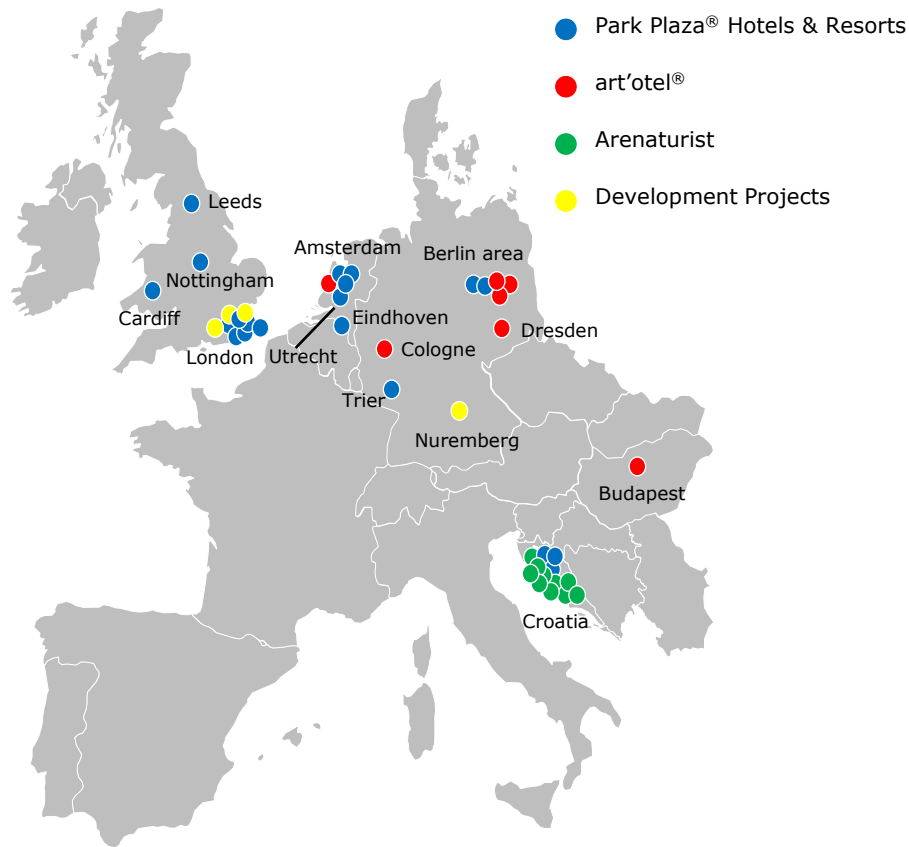 Park Plaza® Hotels & Resorts
art’otel®
Arenaturist
Development Projects
Leeds
Amsterdam
Berlin area
Nottingham
Cardiff
Eindhoven
Dresden
London
Utrecht
Cologne
Trier
Nuremberg
Budapest
Croatia